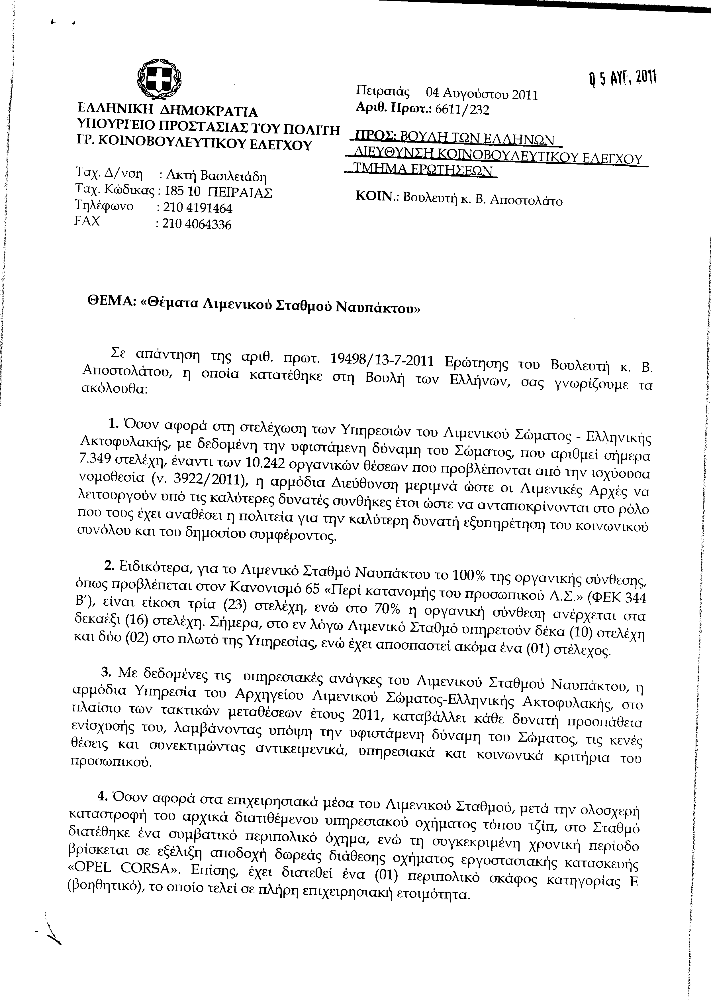 0 5 ΑΥΓ. 2011
ΕΛΛΗΝΙΚΗ ΔΗΜΟΚΡΑΤΙΑ
ΥΠΟΥΡΓΕΙΟ ΠΡΟΣΤΑΣΙΑΣ ΤΟΥ ΠΟΛΙΤΗ
ΓΡ. ΚΟΙΝΟΒΟΥΛΕΥΤΙΚΟΥ ΕΛΕΓΧΟΥ
Ταχ. Δ/νση : Ακτή Βασιλειάδη
Ταχ. Κώδικας : 185 10 ΠΕΙΡΑΙΑΣ
Τηλέφωνο : 210 4191464
FAX : 210 4064336
Πειραιάς 04 Αυγούστου 2011
Αριθ. Πρωτ.: 6611/232
ΠΡΟΣ: ΒΟΥΛΗ ΤΩΝ ΕΛΛΗΝΩΝ
ΔΙΕΥΘΥΝΣΗ ΚΟΙΝΟΒΟΥΛΕΥΤΙΚΟΥ ΕΛΕΓΧΟΥ
ΤΜΗΜΑ ΕΡΩΤΗΣΕΩΝ
ΚΟΙΝ.: Βουλευτή κ. Β. Αποστολάτο
ΘΕΜΑ: «Θέματα Λιμενικού Σταθμού Ναυπάκτου»
Σε απάντηση της αριθ. πρωτ. 19498/13-7-2011 Ερώτησης του Βουλευτή κ. Β.
Αποστολάτου, η οποία κατατέθηκε στη Βουλή των Ελλήνων, σας γνωρίζουμε τα
ακόλουθα:
1. Όσον αφορά στη στελέχωση των Υπηρεσιών του Λιμενικού Σώματος - Ελληνικής
Ακτοφυλακής, με δεδομένη την υφιστάμενη δύναμη του Σώματος, που αριθμεί σήμερα
7.349 στελέχη, έναντι των 10.242 οργανικών θέσεων που προβλέπονται από την ισχύουσα
νομοθεσία (ν. 3922/2011), η αρμόδια Διεύθυνση μεριμνά ώστε οι Λιμενικές Αρχές να
λειτουργούν υπό τις καλύτερες δυνατές συνθήκες έτσι ώστε να ανταποκρίνονται στο ρόλο
που τους έχει αναθέσει η πολιτεία για την καλύτερη δυνατή εξυπηρέτηση του κοινωνικού
συνόλου και του δημοσίου συμφέροντος.
2. Ειδικότερα, για το Λιμενικό Σταθμό Ναυπάκτου το 100% της οργανικής σύνθεσης,
όπως προβλέπεται στον Κανονισμό 65 «Περί κατανομής του προσωπικού Λ.Σ.» (ΦΕΚ 344
Β΄), είναι είκοσι τρία (23) στελέχη, ενώ στο 70% η οργανική σύνθεση ανέρχεται στα
δεκαέξι (16) στελέχη. Σήμερα, στο εν λόγω Λιμενικό Σταθμό υπηρετούν δέκα (10) στελέχη
και δύο (02) στο πλωτό της Υπηρεσίας, ενώ έχει αποσπαστεί ακόμα ένα (01) στέλεχος.
3. Με δεδομένες τις υπηρεσιακές ανάγκες του Λιμενικού Σταθμού Ναυπάκτου, η
αρμόδια Υπηρεσία του Αρχηγείου Λιμενικού Σώματος-Ελληνικής Ακτοφυλακής, στο
πλαίσιο των τακτικών μεταθέσεων έτους 2011, καταβάλλει κάθε δυνατή προσπάθεια
ενίσχυσής του, λαμβάνοντας υπόψη την υφιστάμενη δύναμη του Σώματος, τις κενές
θέσεις και συνεκτιμώντας αντικειμενικά, υπηρεσιακά και κοινωνικά κριτήρια του
προσωπικού.
4. Όσον αφορά στα επιχειρησιακά μέσα του Λιμενικού Σταθμού, μετά την ολοσχερή
καταστροφή του αρχικά διατιθέμενου υπηρεσιακού οχήματος τύπου τζίπ, στο Σταθμό
διατέθηκε ένα συμβατικό περιπολικό όχημα, ενώ τη συγκεκριμένη χρονική περίοδο
βρίσκεται σε εξέλιξη αποδοχή δωρεάς διάθεσης οχήματος εργοστασιακής κατασκευής
«OPEL CORSA». Επίσης, έχει διατεθεί ένα (01) περιπολικό σκάφος κατηγορίας Ε
(βοηθητικό), το οποίο τελεί σε πλήρη επιχειρησιακή ετοιμότητα.